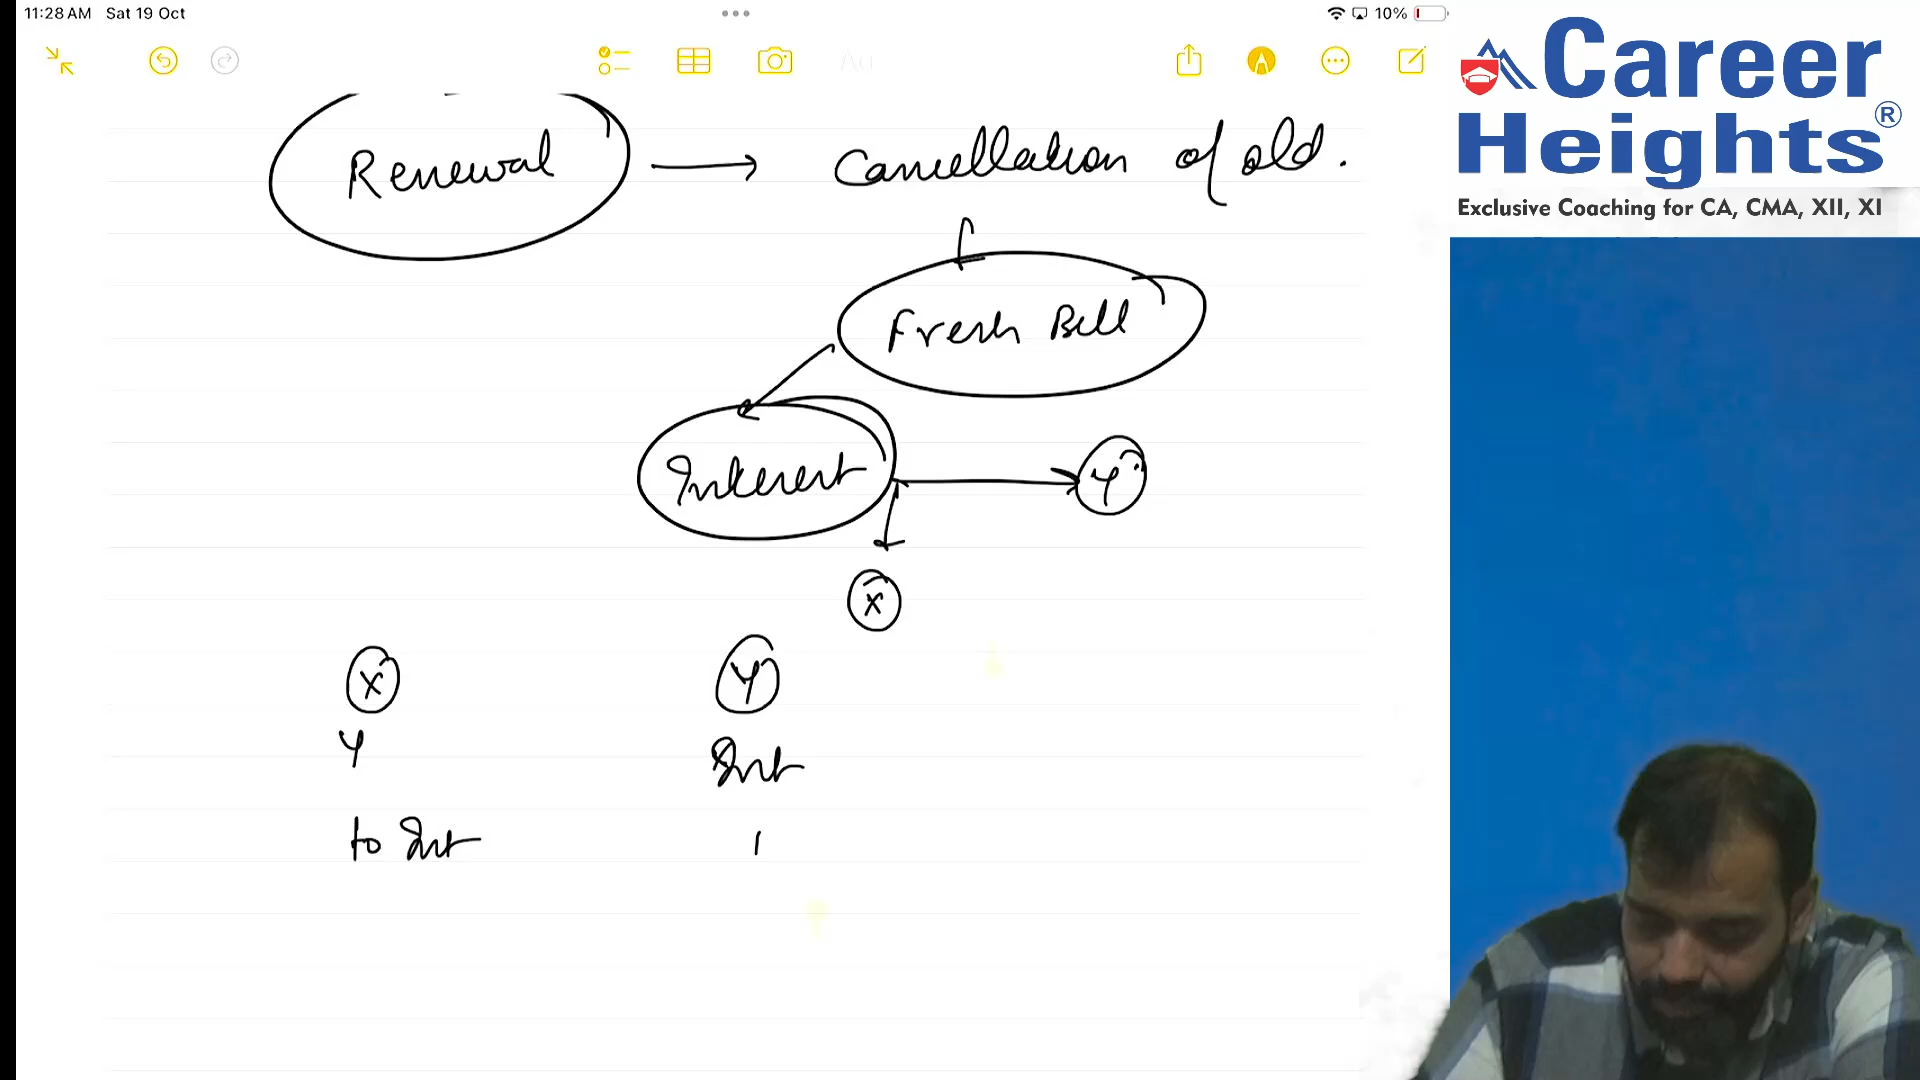 11:28 AM Sat 19 Oct
10%
Career
Heights®
Exclusive Coaching for CA, CMA, XII, XI
Renewal → Cancellation of old.
Fresh Bill
Interest → Y
X
X Y
Y Int
to Int